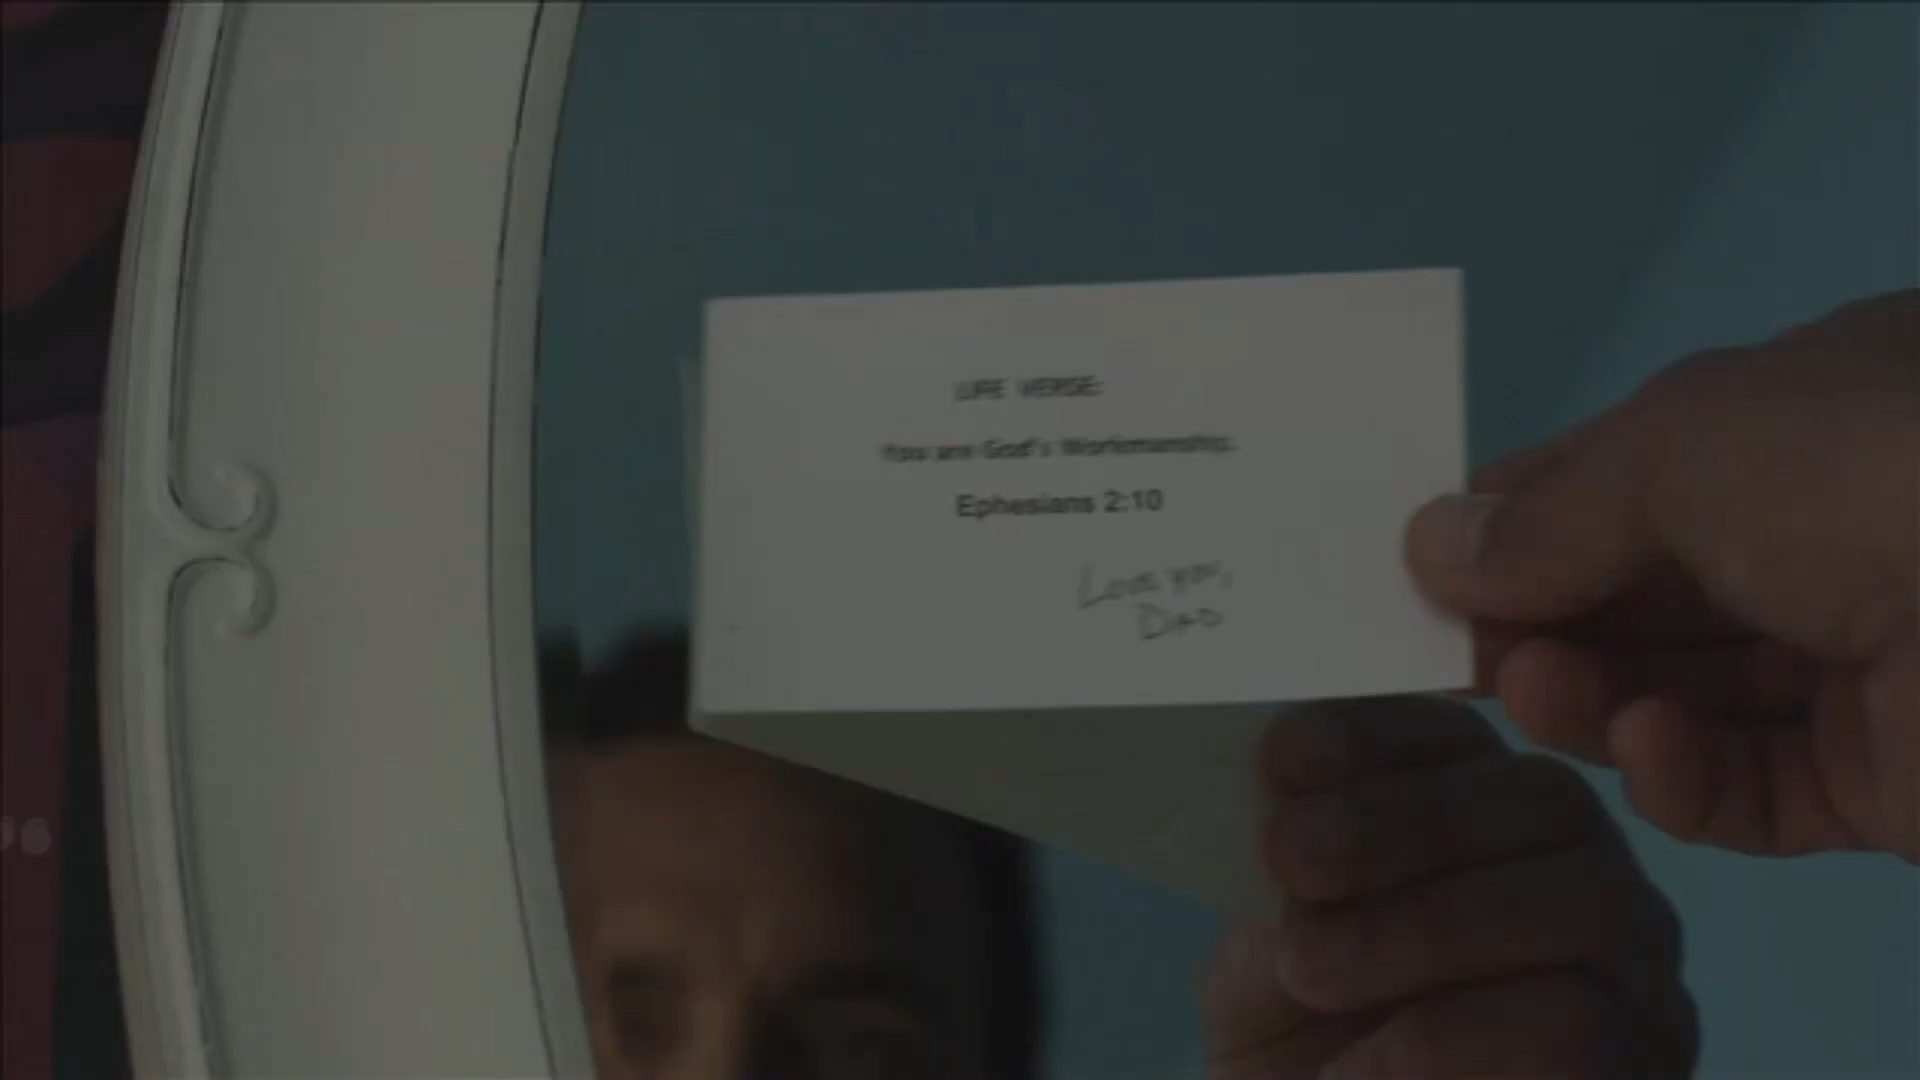 LIFE VERSE:
You are God's Workmanship.
Ephesians 2:10
Love you,
Dad